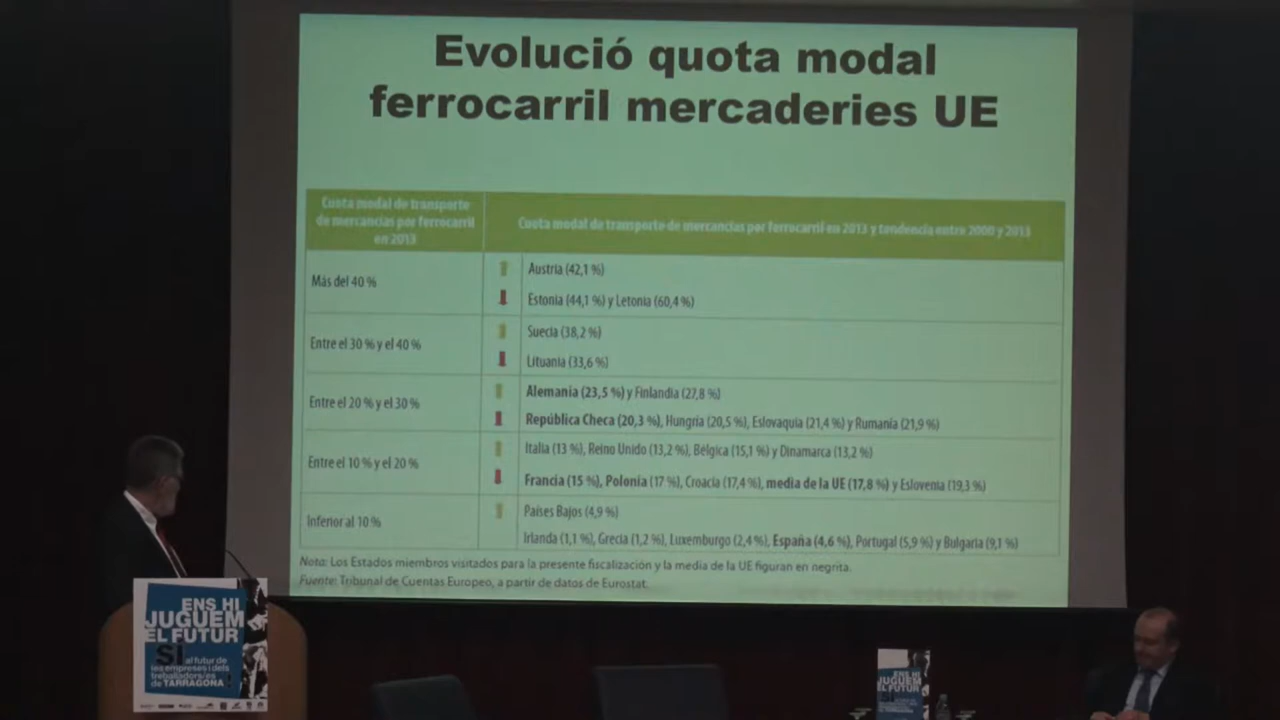 Evolució quota modal
ferrocarril mercaderies UE
Cuota modal de transporte
de mercancías por ferrocarril
en 2013
Cuota modal de transporte de mercancías por ferrocarril en 2013 y tendencia entre 2000 y 2013
Más del 40 %
Austria (42,1 %)
Estonia (44,1 %) y Letonia (60,4 %)
Entre el 30 % y el 40 %
Suecia (38,2 %)
Lituania (33,6 %)
Entre el 20 % y el 30 %
Alemania (23,5 %) y Finlandia (27,8 %)
República Checa (20,3 %), Hungría (20,5 %), Eslovaquia (21,4 %) y Rumanía (21,9 %)
Entre el 10 % y el 20 %
Italia (13 %), Reino Unido (13,2 %), Bélgica (15,1 %) y Dinamarca (13,2 %)
Francia (15 %), Polonia (17 %), Croacia (17,4 %), media de la UE (17,8 %) y Eslovenia (19,3 %)
Inferior al 10 %
Países Bajos (4,9 %)
Irlanda (1,1 %), Grecia (1,2 %), Luxemburgo (2,4 %), España (4,6 %), Portugal (5,9 %) y Bulgaria (9,1 %)
Nota: Los Estados miembros visitados para la presente fiscalización y la media de la UE figuran en negrita.
Fuente: Tribunal de Cuentas Europeo, a partir de datos de Eurostat.
ENS HI
JUGUEM
EL FUTUR
SÍ al futur de
les empreses i dels
treballadors/es
de TARRAGONA!
ENS HI
JUGUEM
EL FUTUR